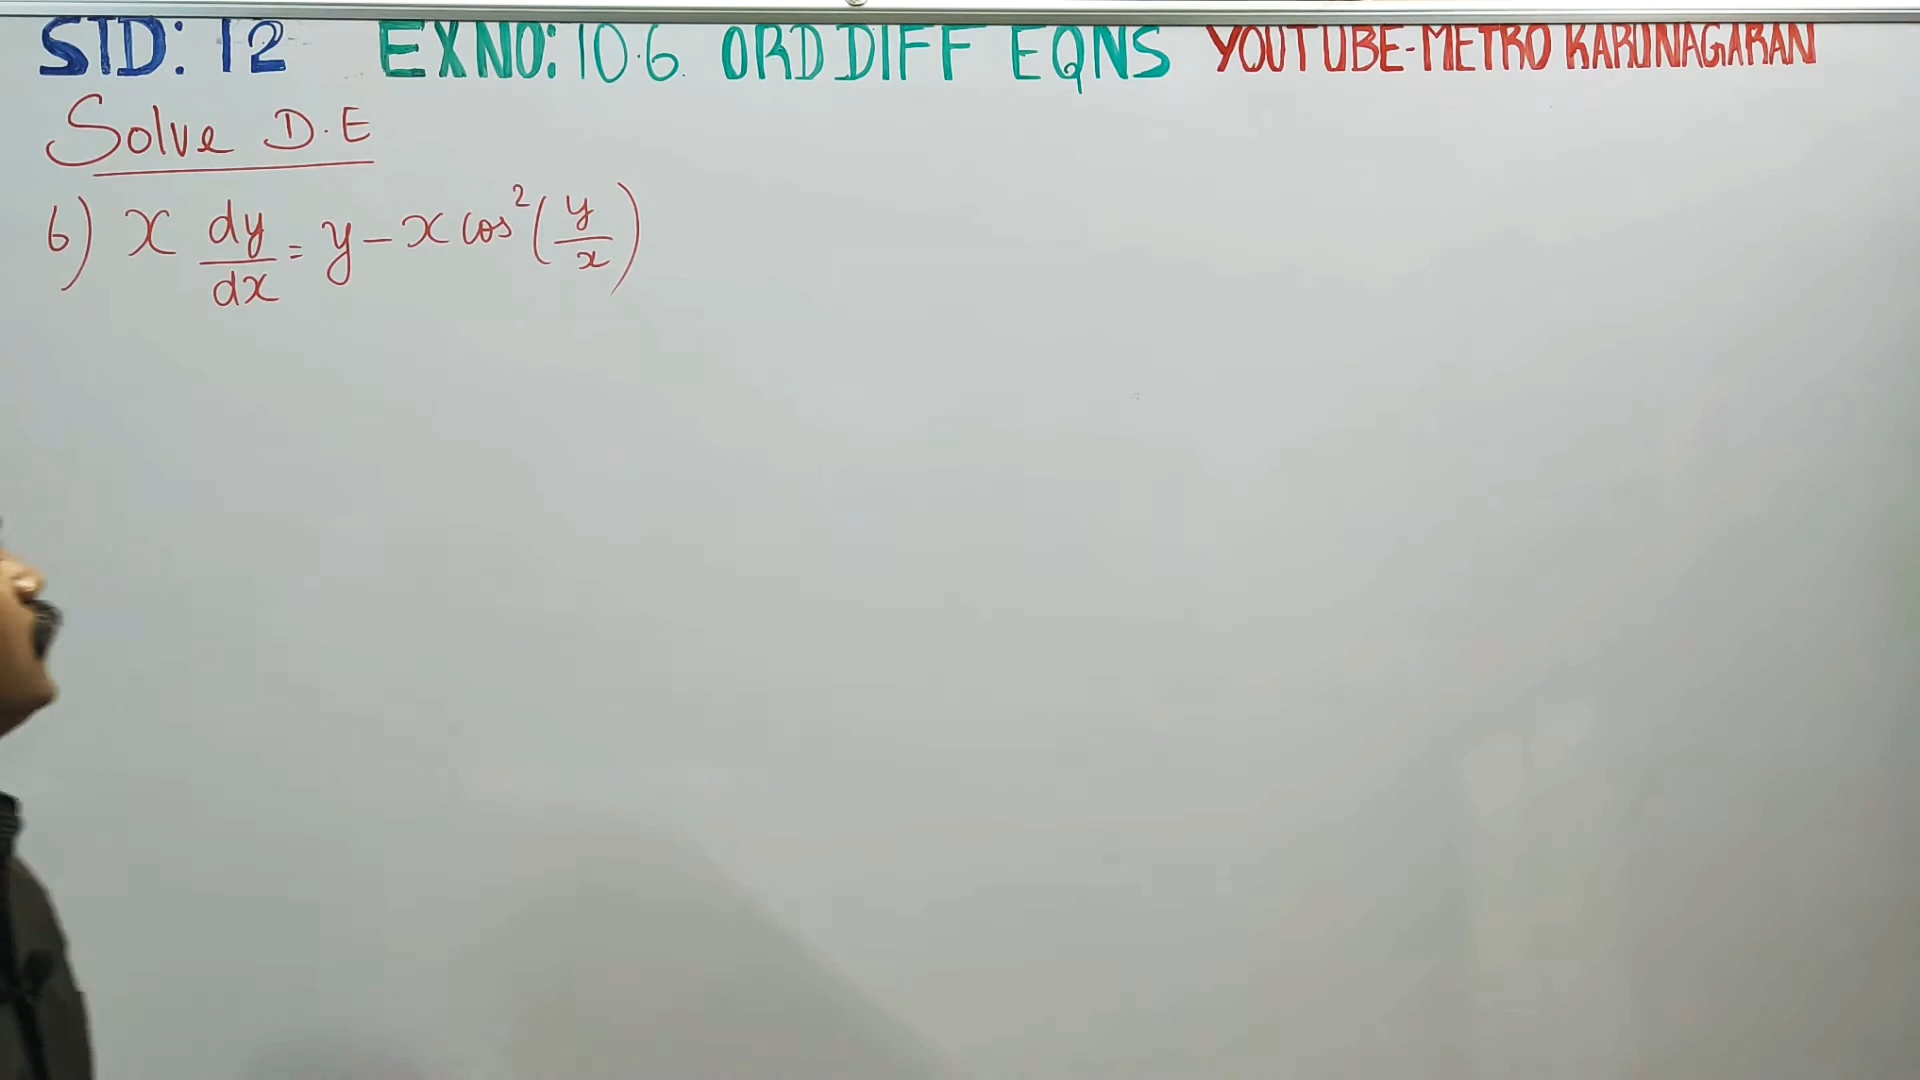 STD: 12 EXNO: 10.6. ORD DIFF EQNS YOUTUBE-METRO KARUNAGARAN
Solve D.E
6) x dy/dx = y - x cos²(y/x)